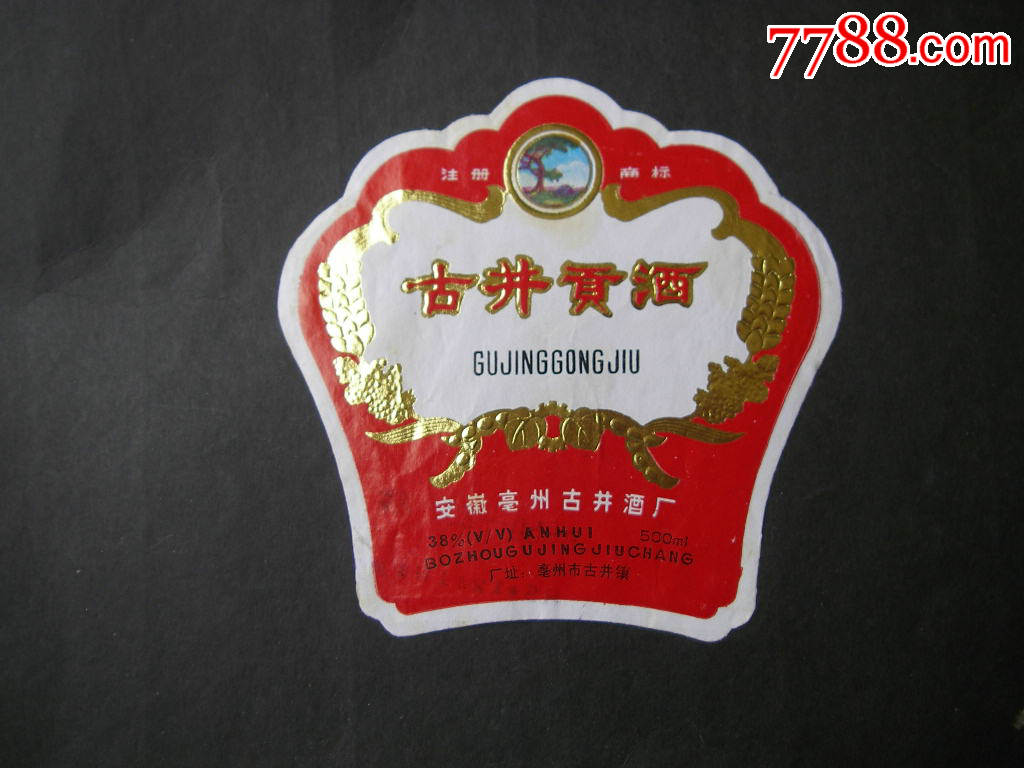 7788.com
注册 商标
古井貢酒
GUJINGGONGJIU
安徽亳州古井酒厂
38%(V/V) ANHUI 500ml
BOZHOUGUJINGJIUCHANG
厂址：亳州市古井镇